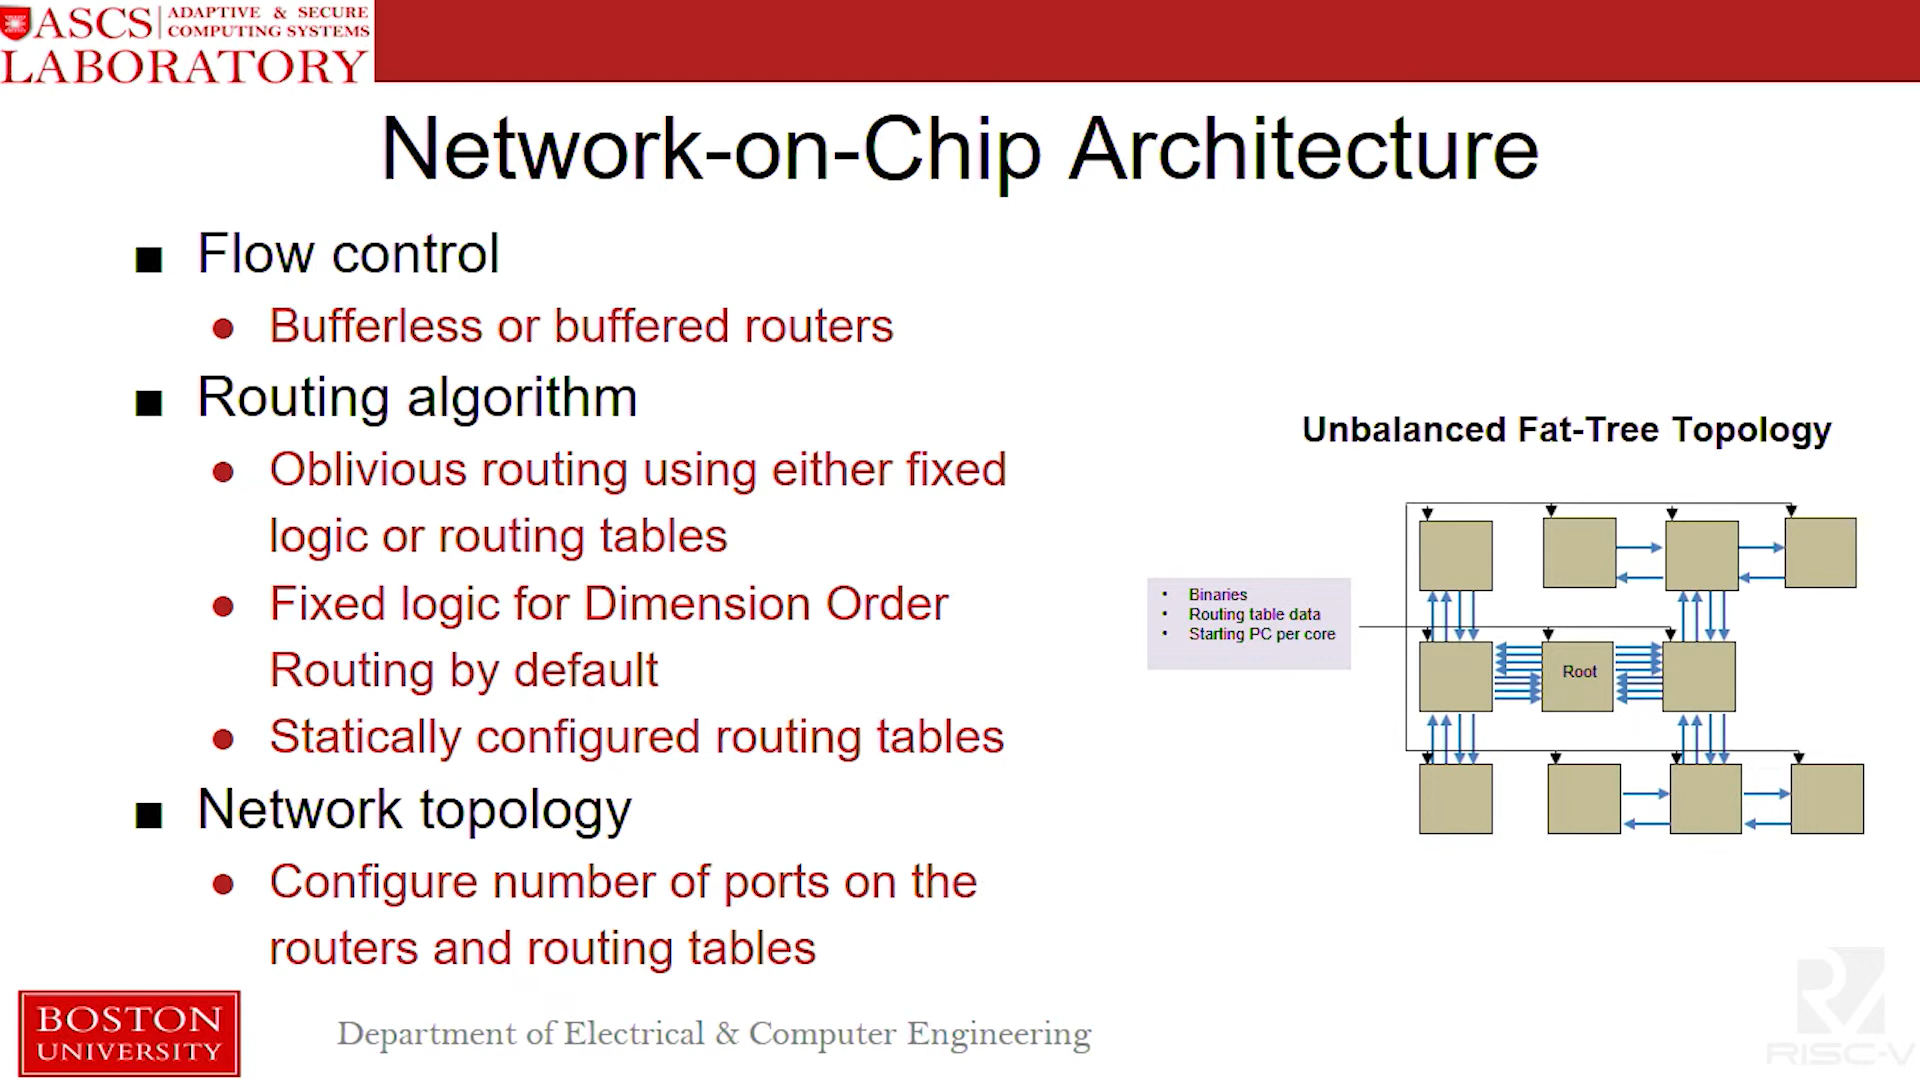 ASCS ADAPTIVE & SECURE
COMPUTING SYSTEMS
LABORATORY
Network-on-Chip Architecture
■ Flow control
● Bufferless or buffered routers
■ Routing algorithm
● Oblivious routing using either fixed
logic or routing tables
● Fixed logic for Dimension Order
Routing by default
● Statically configured routing tables
■ Network topology
● Configure number of ports on the
routers and routing tables
Unbalanced Fat-Tree Topology
• Binaries
• Routing table data
• Starting PC per core
Root
BOSTON
UNIVERSITY
Department of Electrical & Computer Engineering
RISC-V